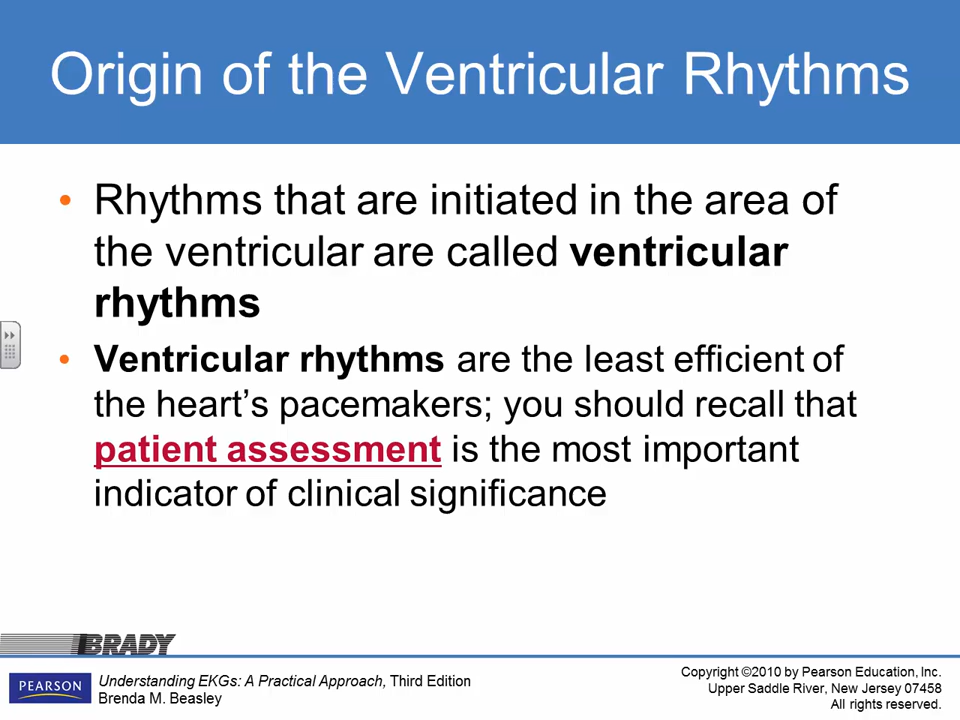 Origin of the Ventricular Rhythms
• Rhythms that are initiated in the area of
the ventricular are called ventricular
rhythms
• Ventricular rhythms are the least efficient of
the heart’s pacemakers; you should recall that
patient assessment is the most important
indicator of clinical significance
BRADY
PEARSON
Understanding EKGs: A Practical Approach, Third Edition
Brenda M. Beasley
Copyright ©2010 by Pearson Education, Inc.
Upper Saddle River, New Jersey 07458
All rights reserved.